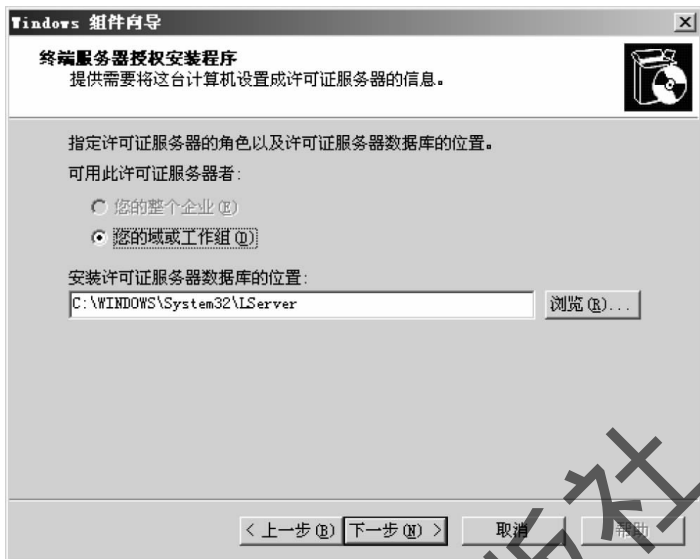 Windows 组件向导
终端服务器授权安装程序
提供需要将这台计算机设置成许可证服务器的信息。
指定许可证服务器的角色以及许可证服务器数据库的位置。
可用此许可证服务器者:
您的整个企业(E)
您的域或工作组(D)
安装许可证服务器数据库的位置:
C:\WINDOWS\System32\LServer
浏览(R)...
< 上一步(B) 下一步(N) > 取消 帮助
版社